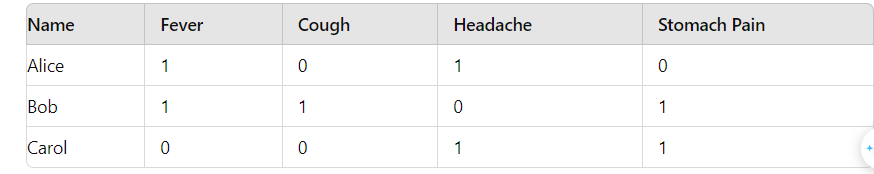 Name Fever Cough Headache Stomach Pain
Alice 1 0 1 0
Bob 1 1 0 1
Carol 0 0 1 1